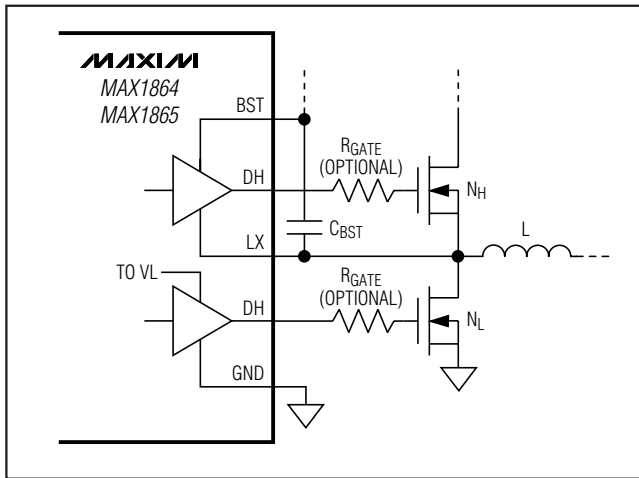 MAXIM
MAX1864
MAX1865
BST
DH
RGATE
(OPTIONAL)
NH
CBST
L
LX
TO VL
RGATE
(OPTIONAL)
DH
NL
GND